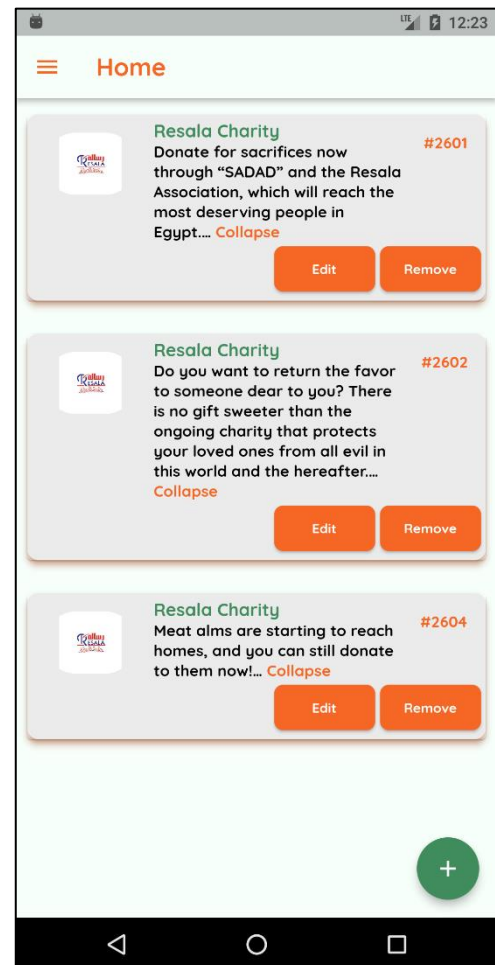 LTE 12:23
Home
Resala Charity
#2601
Donate for sacrifices now
through “SADAD” and the Resala
Association, which will reach the
most deserving people in
Egypt.... Collapse
Edit Remove
RESALA
Resala Charity
#2602
Do you want to return the favor
to someone dear to you? There
is no gift sweeter than the
ongoing charity that protects
your loved ones from all evil in
this world and the hereafter....
Collapse
Edit Remove
RESALA
Resala Charity
#2604
Meat alms are starting to reach
homes, and you can still donate
to them now!... Collapse
Edit Remove
RESALA
+